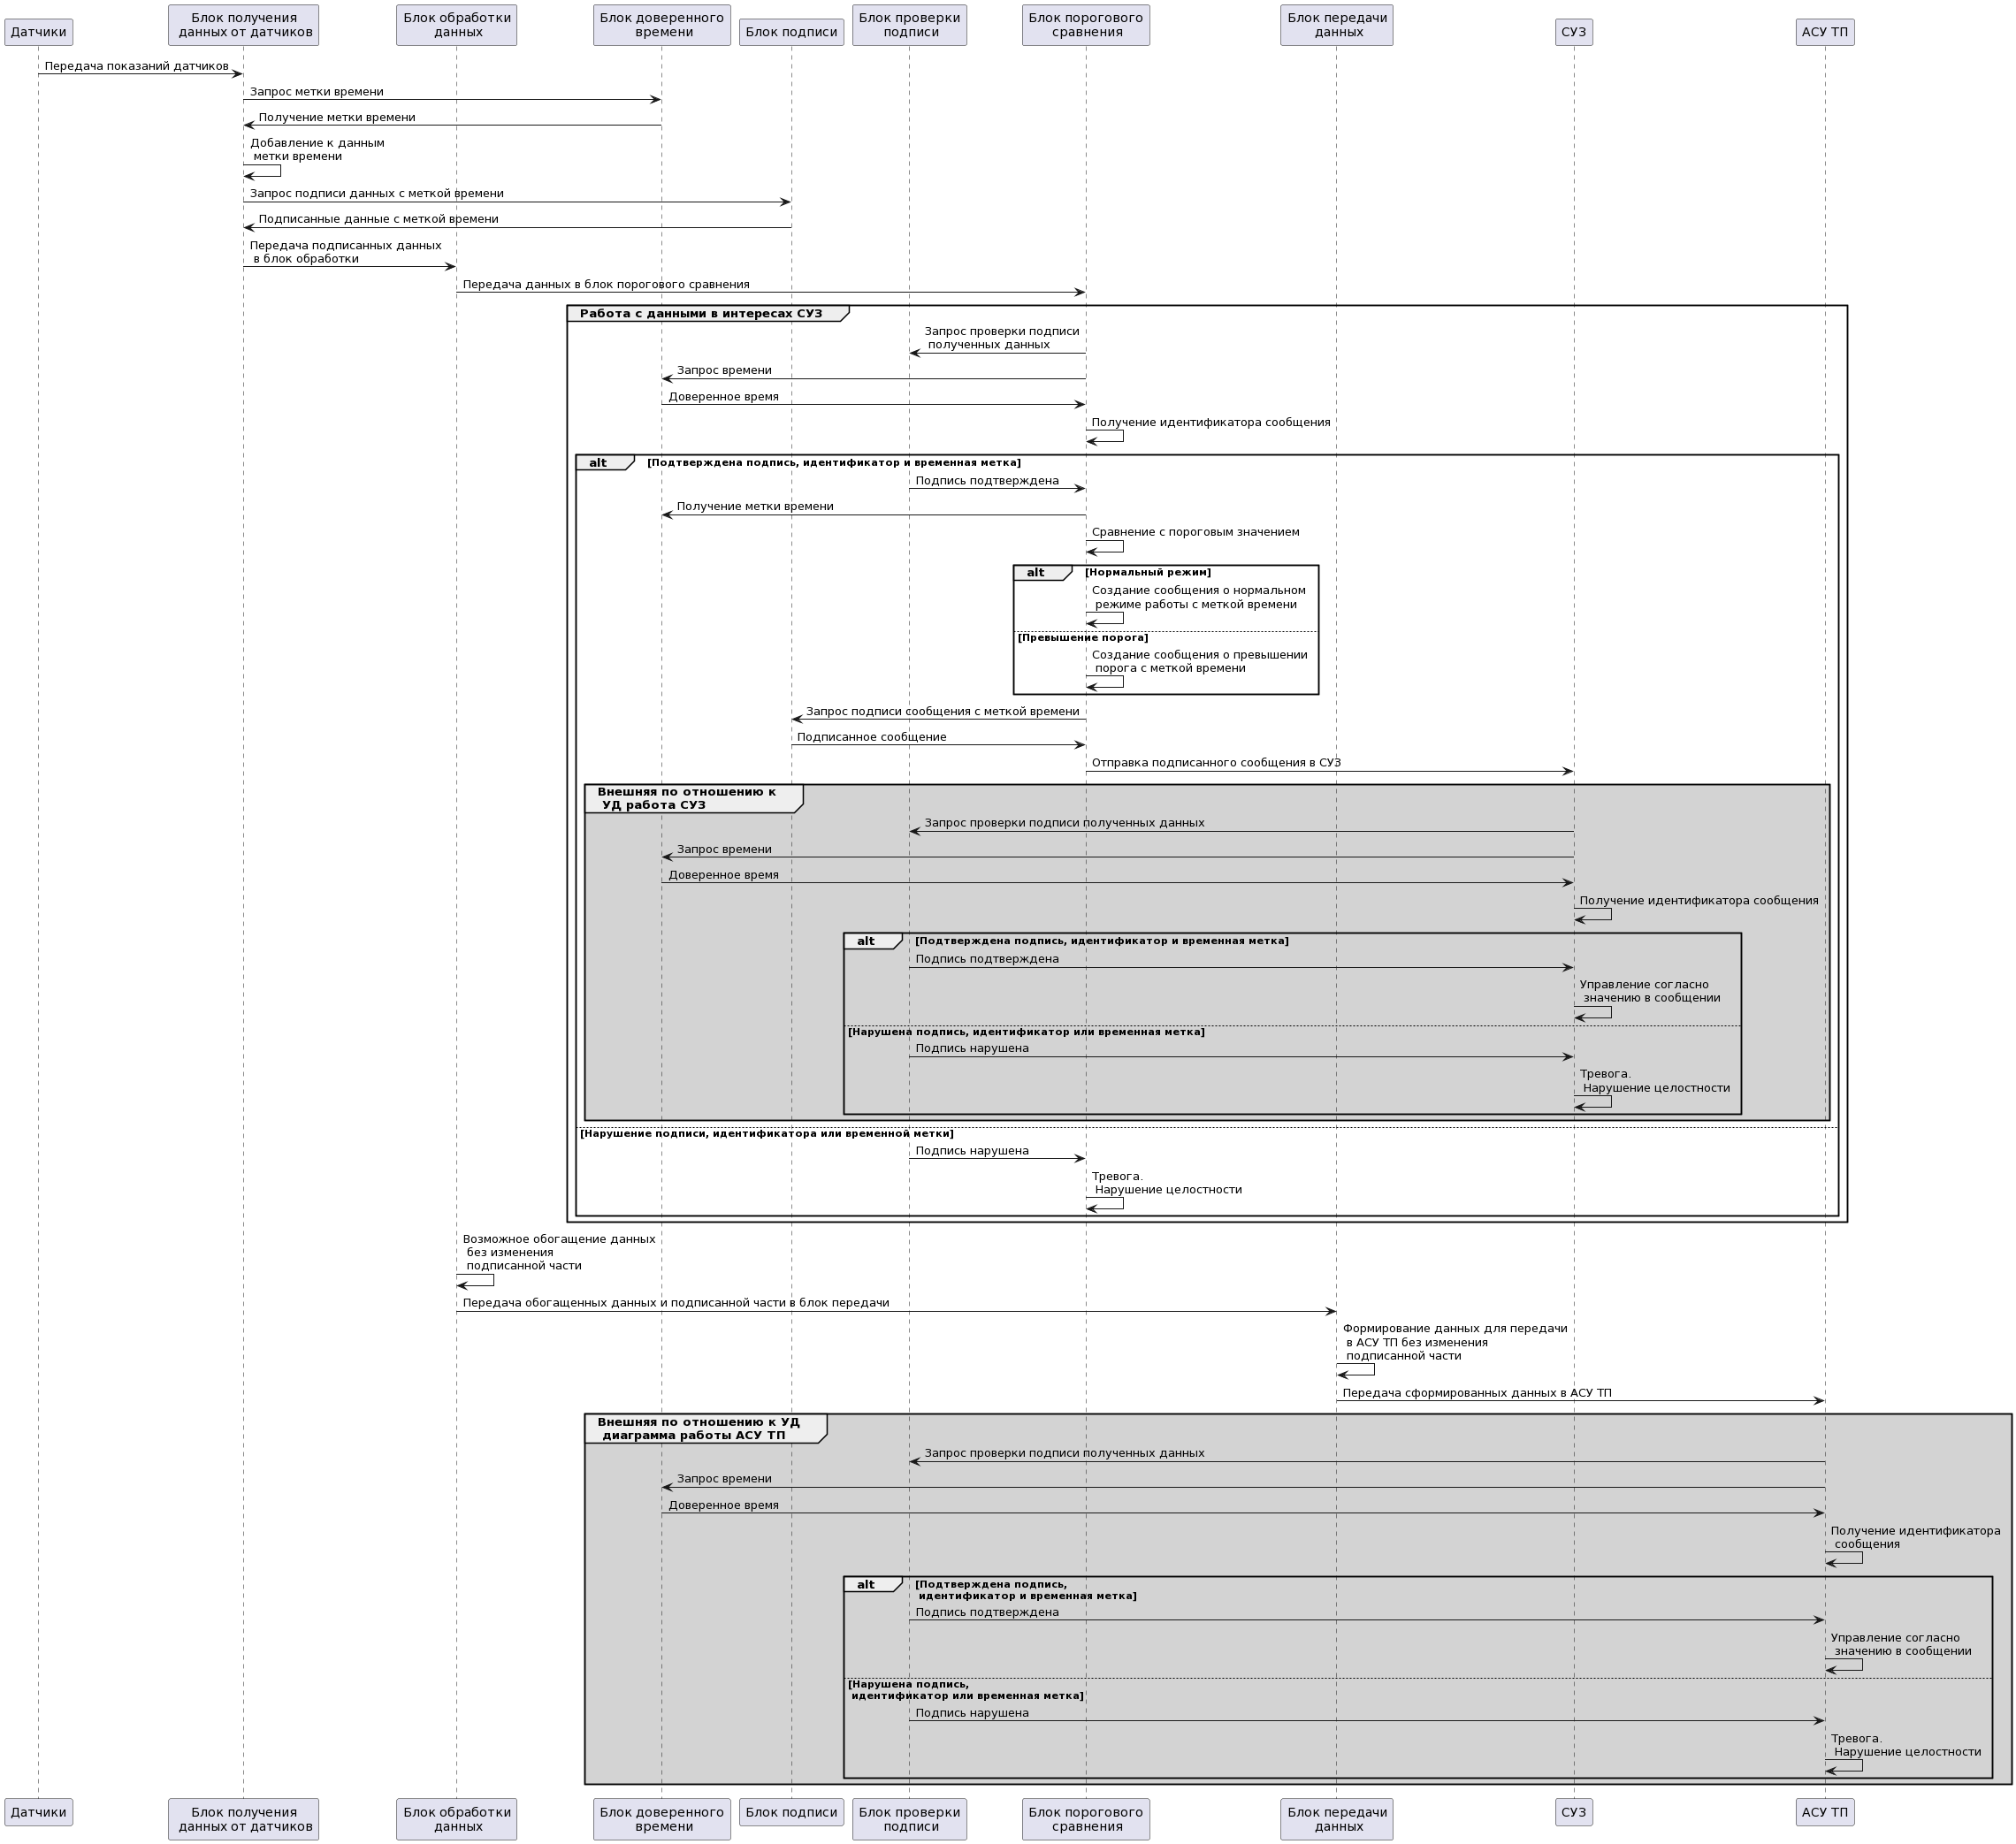 Датчики
Блок получения
данных от датчиков
Блок обработки
данных
Блок доверенного
времени
Блок подписи
Блок проверки
подписи
Блок порогового
сравнения
Блок передачи
данных
СУЗ
АСУ ТП
Передача показаний датчиков
Запрос метки времени
Получение метки времени
Добавление к данным
метки времени
Запрос подписи данных с меткой времени
Подписанные данные с меткой времени
Передача подписанных данных
в блок обработки
Передача данных в блок порогового сравнения
Работа с данными в интересах СУЗ
Запрос проверки подписи
полученных данных
Запрос времени
Доверенное время
Получение идентификатора сообщения
alt [Подтверждена подпись, идентификатор и временная метка]
Подпись подтверждена
Получение метки времени
Сравнение с пороговым значением
alt [Нормальный режим]
Создание сообщения о нормальном
режиме работы с меткой времени
[Превышение порога]
Создание сообщения о превышении
порога с меткой времени
Запрос подписи сообщения с меткой времени
Подписанное сообщение
Отправка подписанного сообщения в СУЗ
Внешняя по отношению к
УД работа СУЗ
Запрос проверки подписи полученных данных
Запрос времени
Доверенное время
Получение идентификатора сообщения
alt [Подтверждена подпись, идентификатор и временная метка]
Подпись подтверждена
Управление согласно
значению в сообщении
[Нарушена подпись, идентификатор или временная метка]
Подпись нарушена
Тревога.
Нарушение целостности
[Нарушение подписи, идентификатора или временной метки]
Подпись нарушена
Тревога.
Нарушение целостности
Возможное обогащение данных
без изменения
подписанной части
Передача обогащенных данных и подписанной части в блок передачи
Формирование данных для передачи
в АСУ ТП без изменения
подписанной части
Передача сформированных данных в АСУ ТП
Внешняя по отношению к УД
диаграмма работы АСУ ТП
Запрос проверки подписи полученных данных
Запрос времени
Доверенное время
Получение идентификатора
сообщения
alt [Подтверждена подпись,
идентификатор и временная метка]
Подпись подтверждена
Управление согласно
значению в сообщении
[Нарушена подпись,
идентификатор или временная метка]
Подпись нарушена
Тревога.
Нарушение целостности
Датчики
Блок получения
данных от датчиков
Блок обработки
данных
Блок доверенного
времени
Блок подписи
Блок проверки
подписи
Блок порогового
сравнения
Блок передачи
данных
СУЗ
АСУ ТП